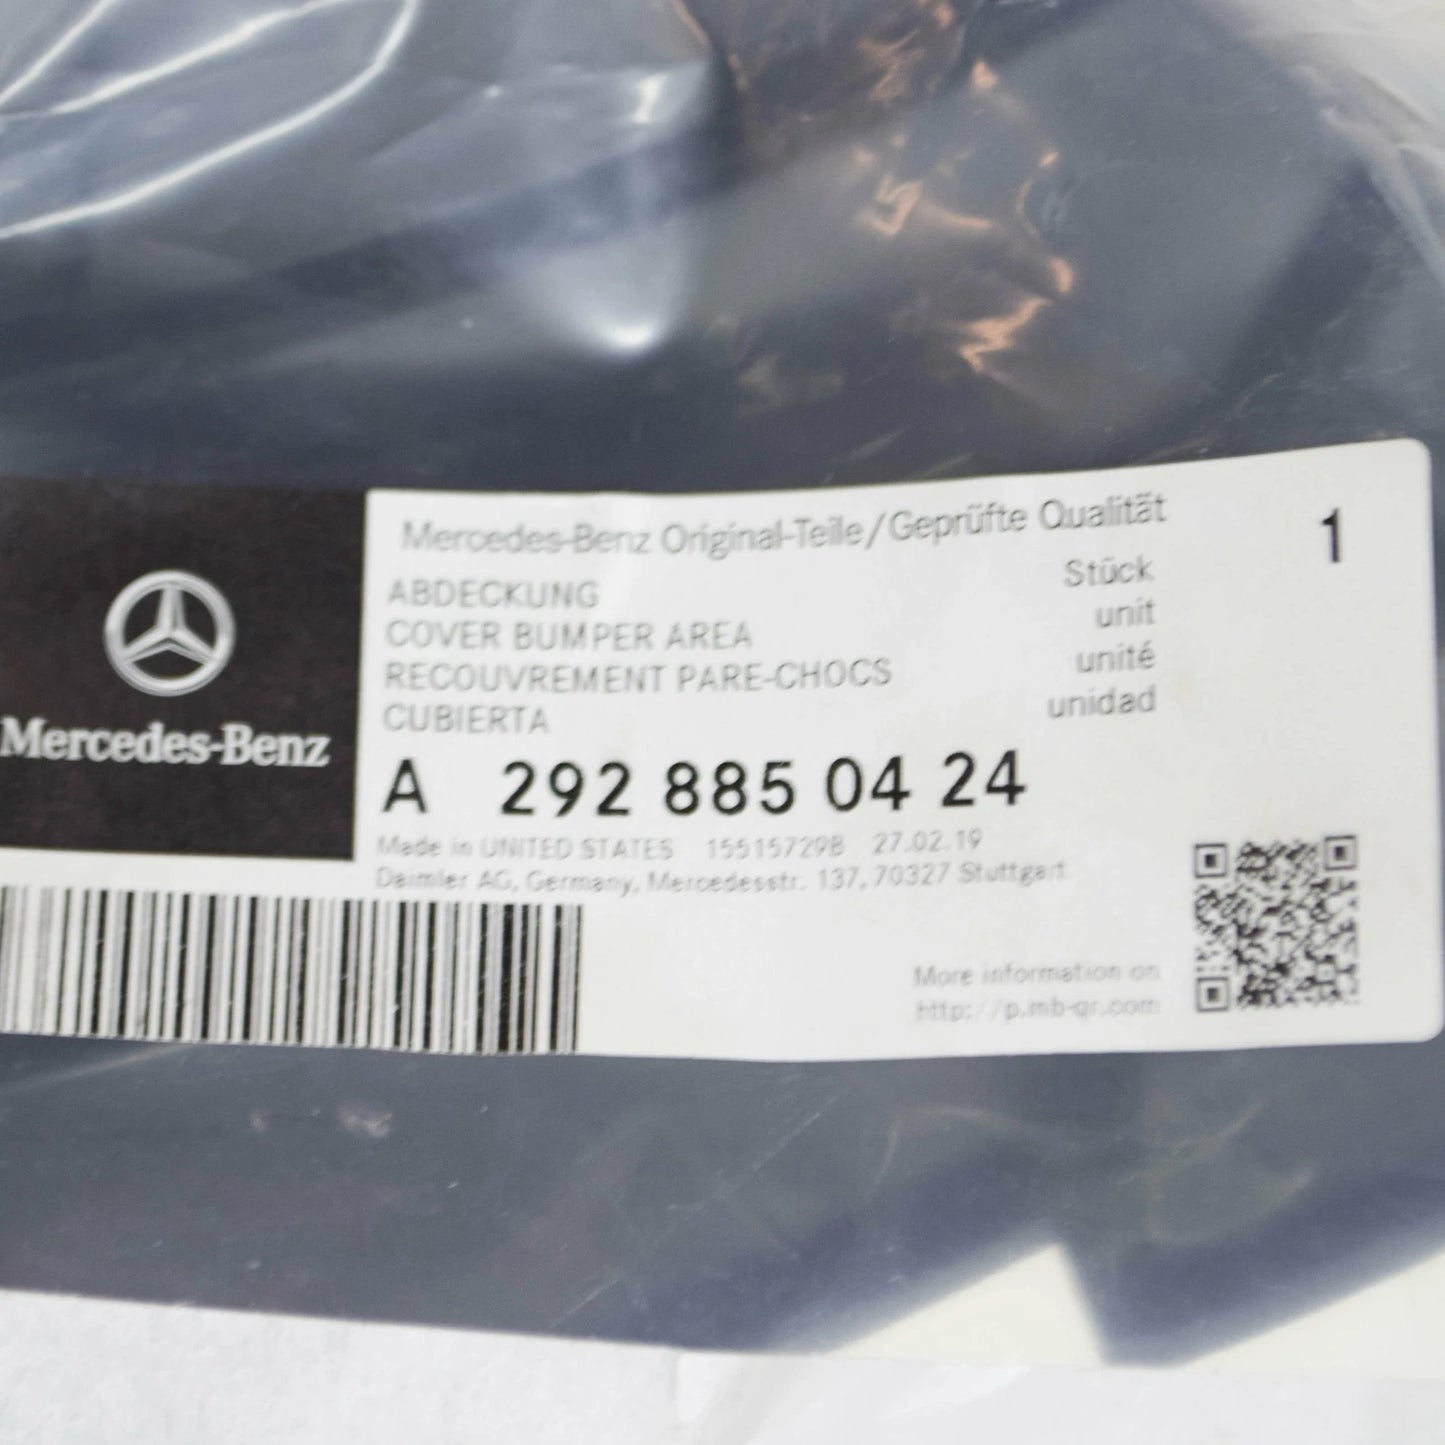 Mercedes-Benz
Mercedes-Benz Original-Teile/Geprüfte Qualität
1
ABDECKUNG
COVER BUMPER AREA
RECOUVREMENT PARE-CHOCS
CUBIERTA
Stück
unit
unité
unidad
A 292 885 04 24
Made in UNITED STATES 155157298 27.02.19
Daimler AG, Germany, Mercedesstr. 137, 70327 Stuttgart
More information on
http://p.mb-qr.com